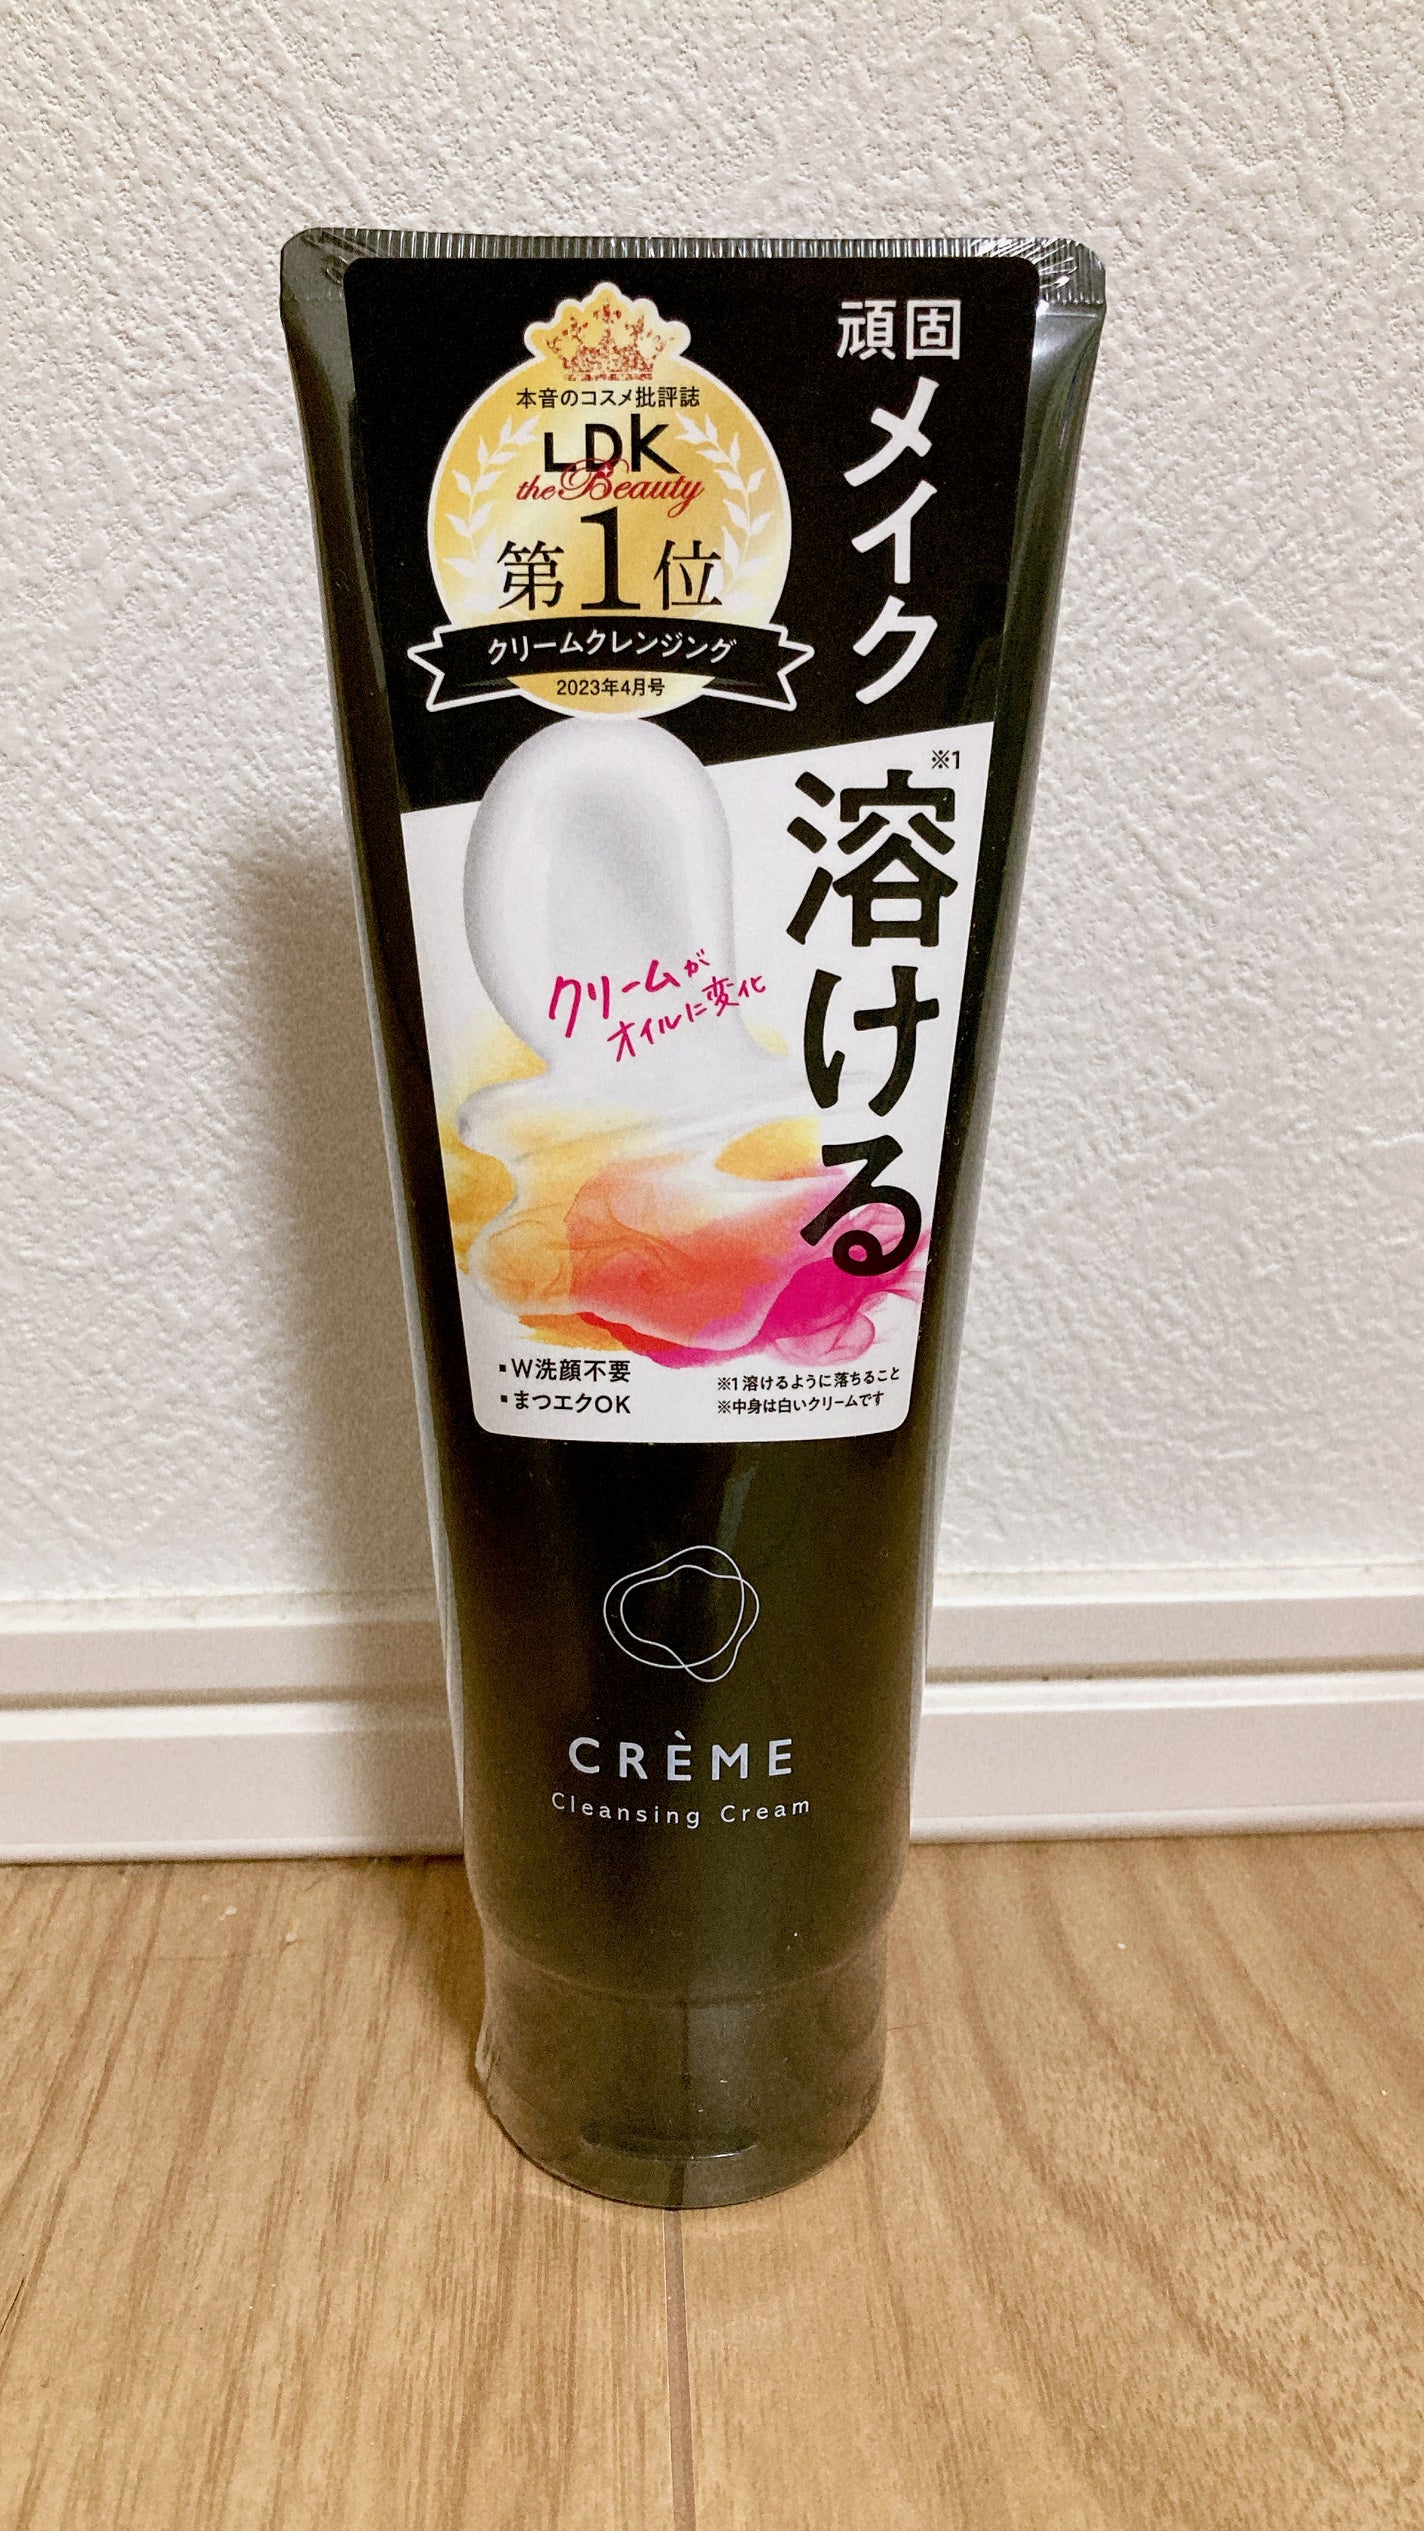 本音のコスメ批評誌
LDK
the Beauty
第1位
クリームクレンジング
2023年4月号
頑固
メイク
溶ける
※1
クリームが
オイルに変化
▪W洗顔不要
▪まつエクOK
※1 溶けるように落ちること
※中身は白いクリームです
CRÈME
Cleansing Cream